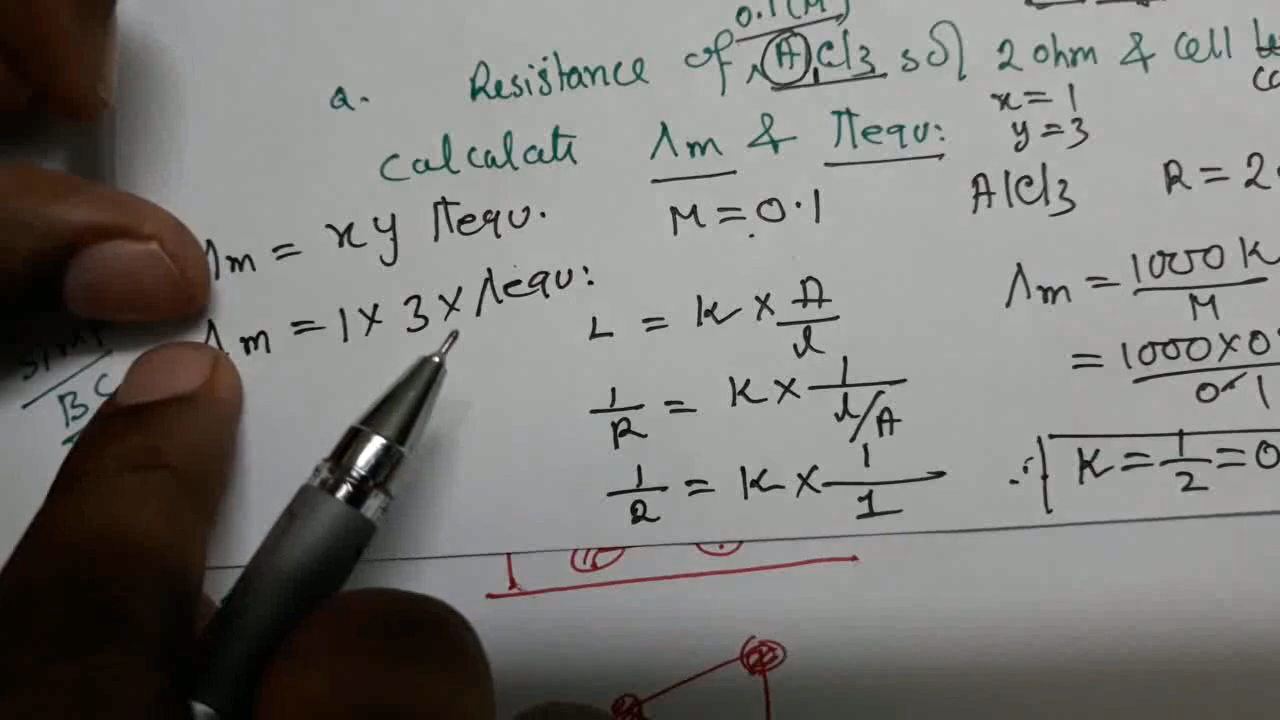 0.1(M)
a. Resistance of AlCl3 sol 2 ohm & cell
calcalate Λm & Λequ:
x=1
y=3
Λm = xy Λequ.
M = 0.1
AlCl3
R = 2
Λm = 1 × 3 × Λequ:
L = K × A/l
Λm = 1000 K/M
1/R = K × 1/l/A
= 1000×0/0.1
1/2 = K × 1/1
∴ K = 1/2 = 0
BC